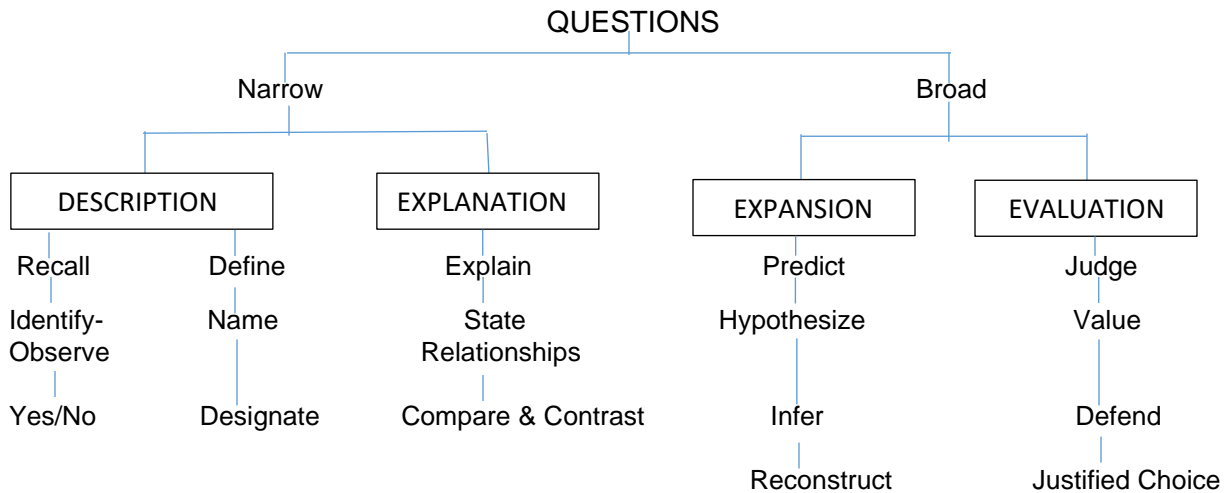 QUESTIONS
Narrow Broad
DESCRIPTION EXPLANATION EXPANSION EVALUATION
Recall Define Explain Predict Judge
Identify- Name State Hypothesize Value
Observe Relationships
Yes/No Designate Compare & Contrast Infer Defend
Reconstruct Justified Choice